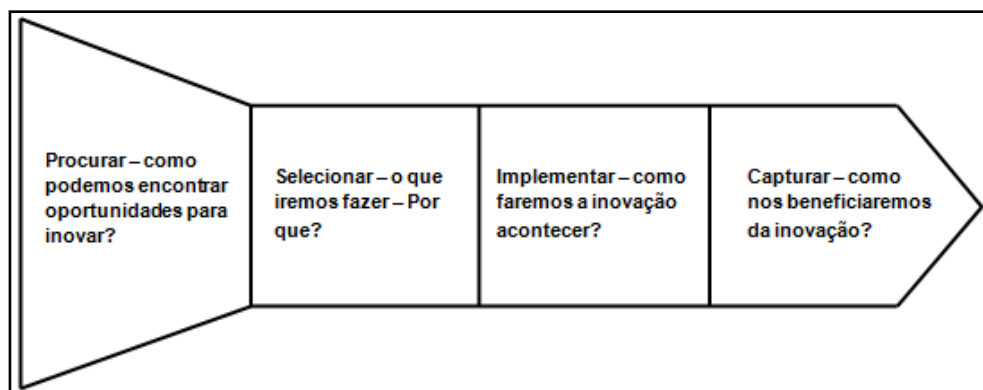 Procurar – como
podemos encontrar
oportunidades para
inovar?
Selecionar – o que
iremos fazer – Por
que?
Implementar – como
faremos a inovação
acontecer?
Capturar – como
nos beneficiaremos
da inovação?